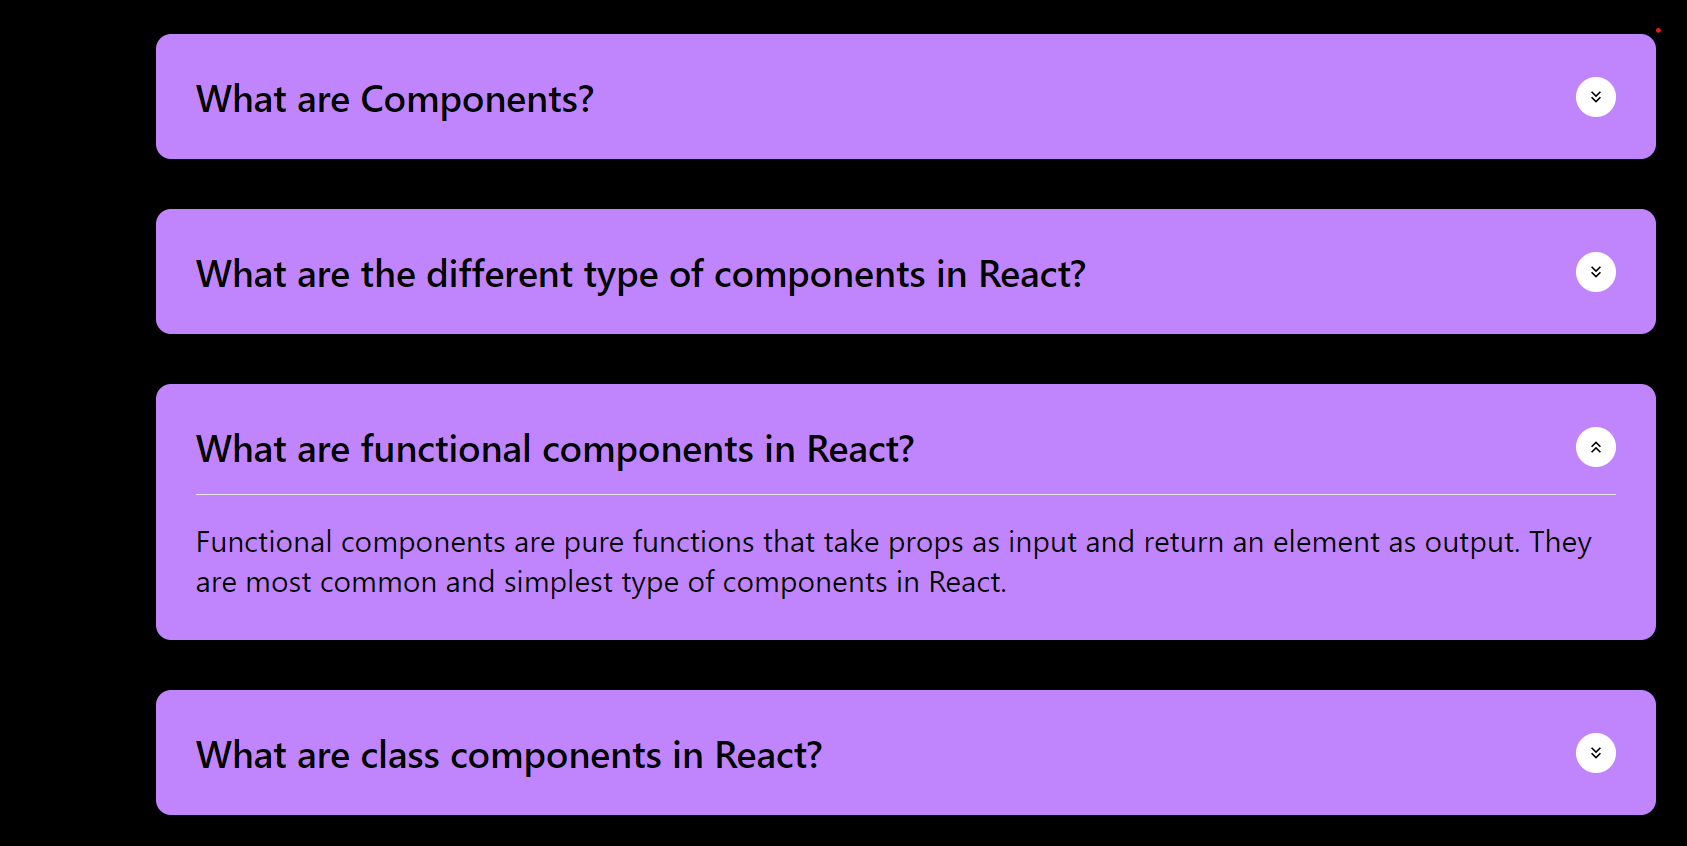 What are Components?
What are the different type of components in React?
What are functional components in React?
Functional components are pure functions that take props as input and return an element as output. They
are most common and simplest type of components in React.
What are class components in React?